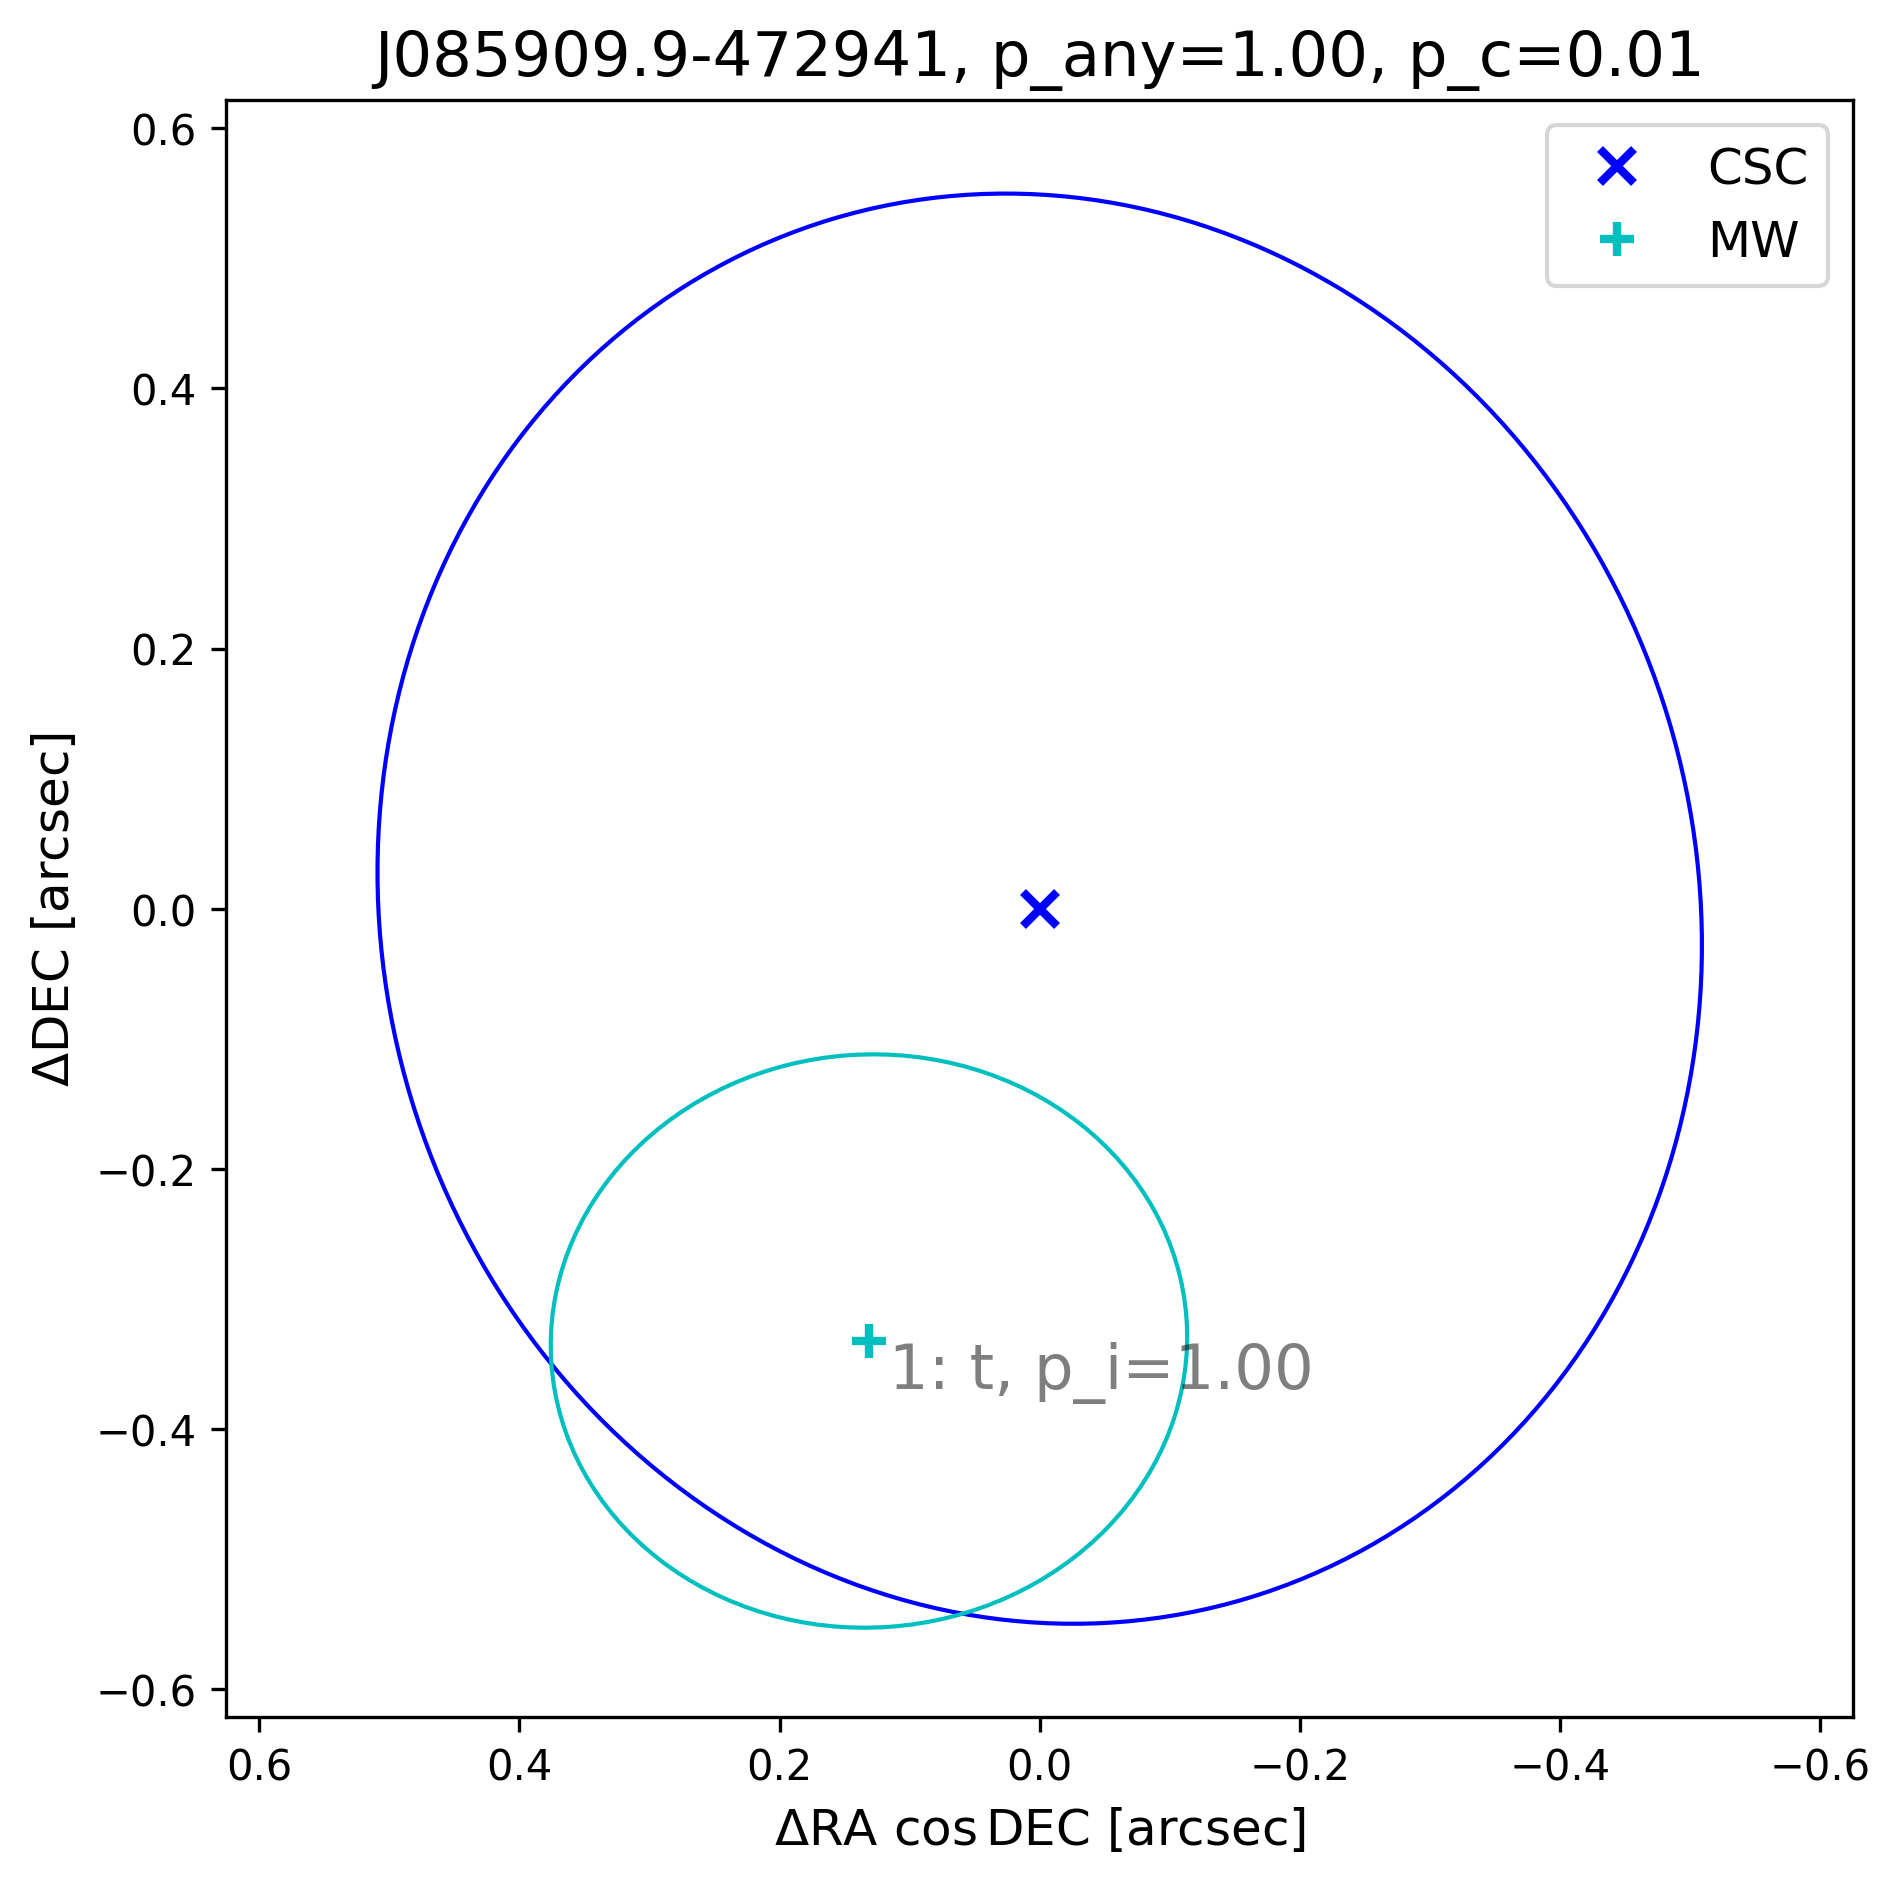 J085909.9-472941, p_any=1.00, p_c=0.01
CSC
MW
0.6
0.4
0.2
0.0
−0.2
−0.4
−0.6
ΔDEC [arcsec]
1: t, p_i=1.00
0.6 0.4 0.2 0.0 −0.2 −0.4 −0.6
ΔRA cos DEC [arcsec]